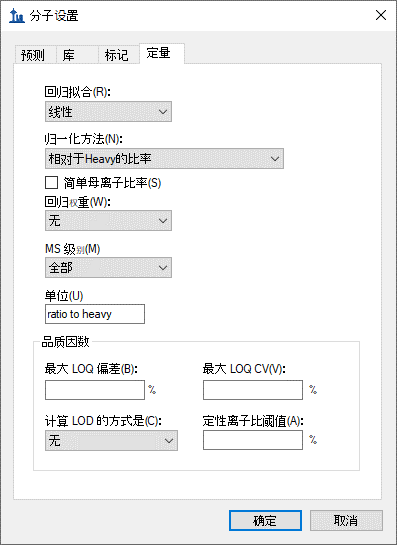 分子设置
预测 库 标记 定量
回归拟合(R):
线性
归一化方法(N):
相对于Heavy的比率
简单母离子比率(S)
回归权重(W):
无
MS 级别(M)
全部
单位(U)
ratio to heavy
品质因数
最大 LOQ 偏差(B): 最大 LOQ CV(V):
% %
计算 LOD 的方式是(C): 定性离子比阈值(A):
无 %
确定 取消